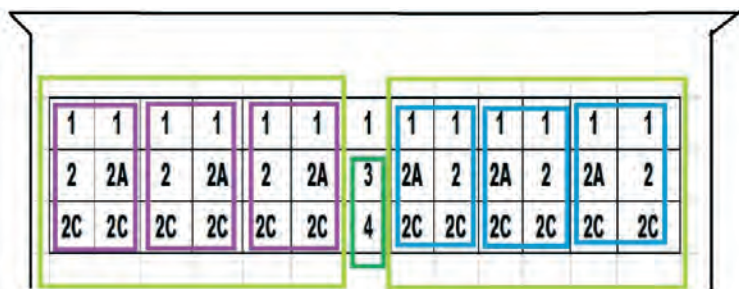 1 1 1 1 1 1 1 1 1 1 1 1 1
2 2A 2 2A 2 2A 3 2A 2 2A 2 2A 2
2C 2C 2C 2C 2C 2C 4 2C 2C 2C 2C 2C 2C